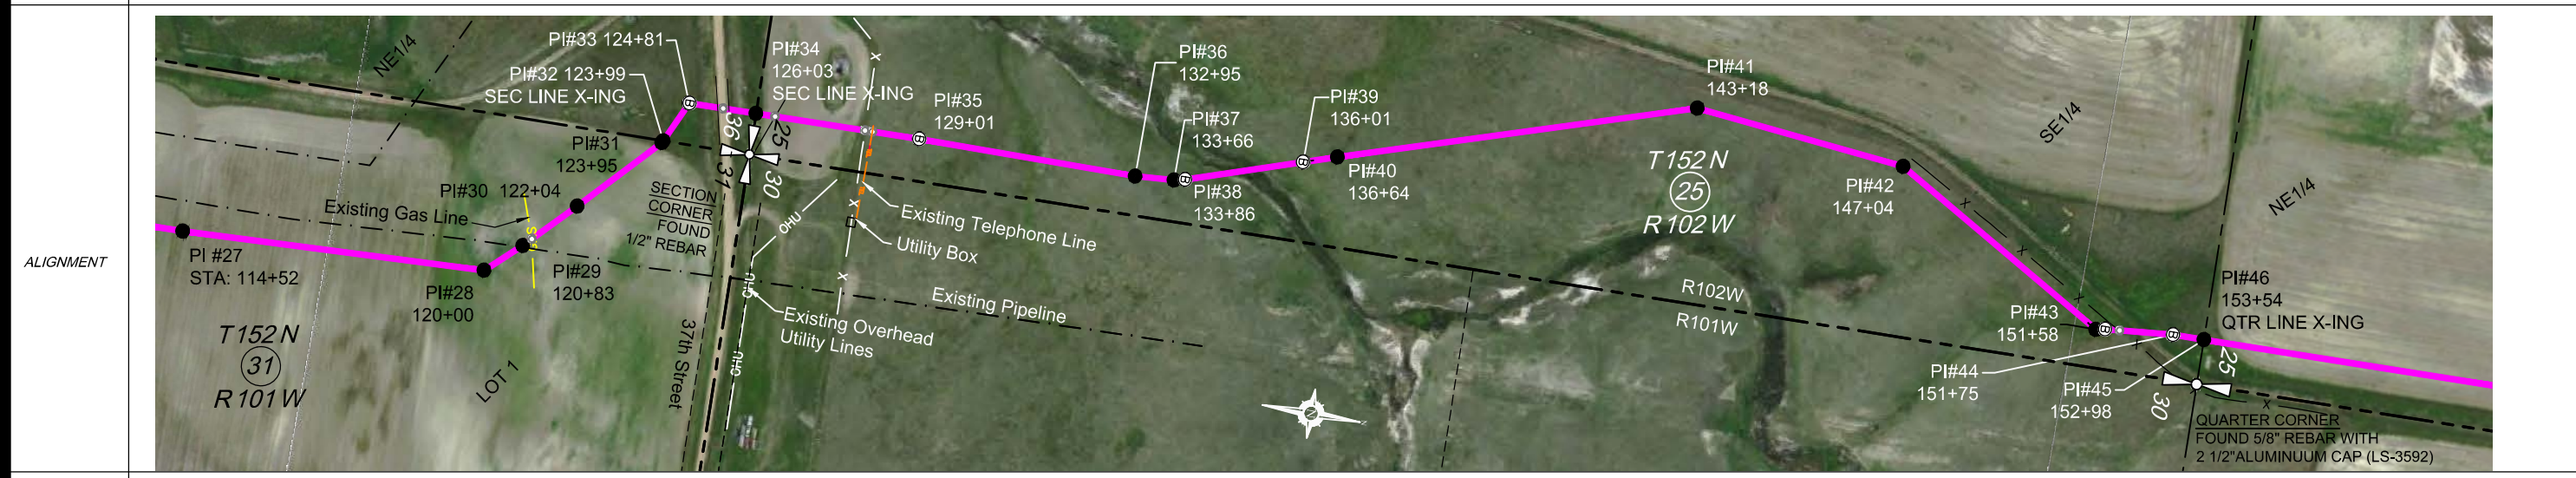 ALIGNMENT
NE1/4
PI#33 124+81
PI#32 123+99
SEC LINE X-ING
PI#34
126+03
SEC LINE X-ING
PI#35
129+01
PI#36
132+95
PI#37
133+66
PI#39
136+01
PI#41
143+18
SE1/4
NE1/4
PI#31
123+95
36
25
31
30
PI#30 122+04
Existing Gas Line
SECTION
CORNER
FOUND
1/2" REBAR
PI#38
133+86
PI#40
136+64
T 152 N
25
R 102 W
PI#42
147+04
PI #27
STA: 114+52
PI#28
120+00
PI#29
120+83
OHU
Existing Telephone Line
Utility Box
OHU
Existing Pipeline
Existing Overhead
Utility Lines
OHU
37th Street
T 152 N
31
R 101 W
LOT 1
N
R102W
R101W
PI#43
151+58
PI#46
153+54
QTR LINE X-ING
PI#44
151+75
PI#45
152+98
25
30
QUARTER CORNER
FOUND 5/8" REBAR WITH
2 1/2"ALUMINUUM CAP (LS-3592)